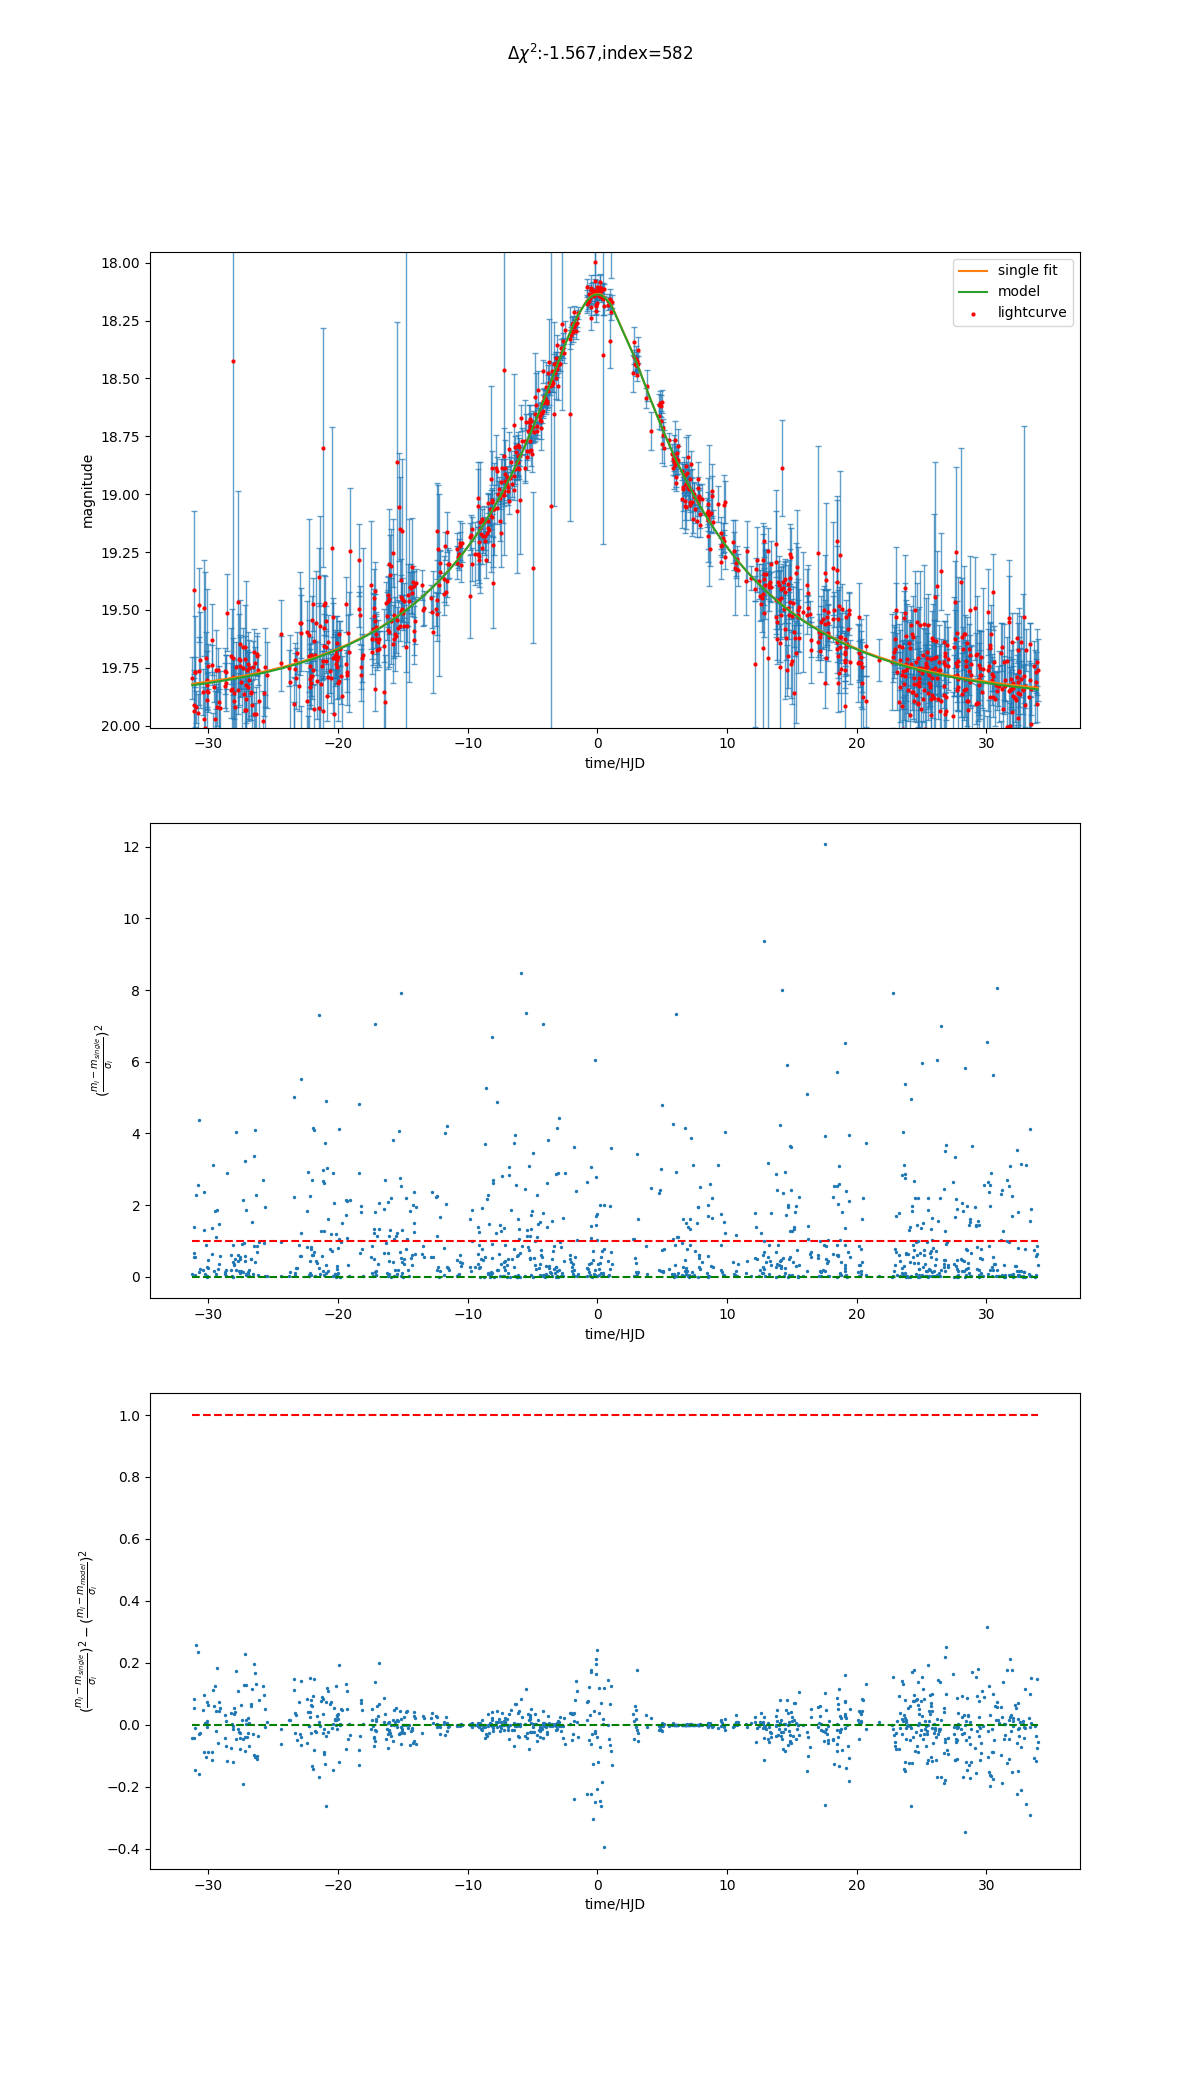 Δχ²:-1.567,index=582
18.00
18.25
18.50
18.75
19.00
19.25
19.50
19.75
20.00
magnitude
single fit
model
lightcurve
−30 −20 −10 0 10 20 30
time/HJD
12
10
8
6
4
2
0
((mᵢ − m_single)/σᵢ)²
−30 −20 −10 0 10 20 30
time/HJD
1.0
0.8
0.6
0.4
0.2
0.0
−0.2
−0.4
((mᵢ − m_single)/σᵢ)² − ((mᵢ − m_model)/σᵢ)²
−30 −20 −10 0 10 20 30
time/HJD